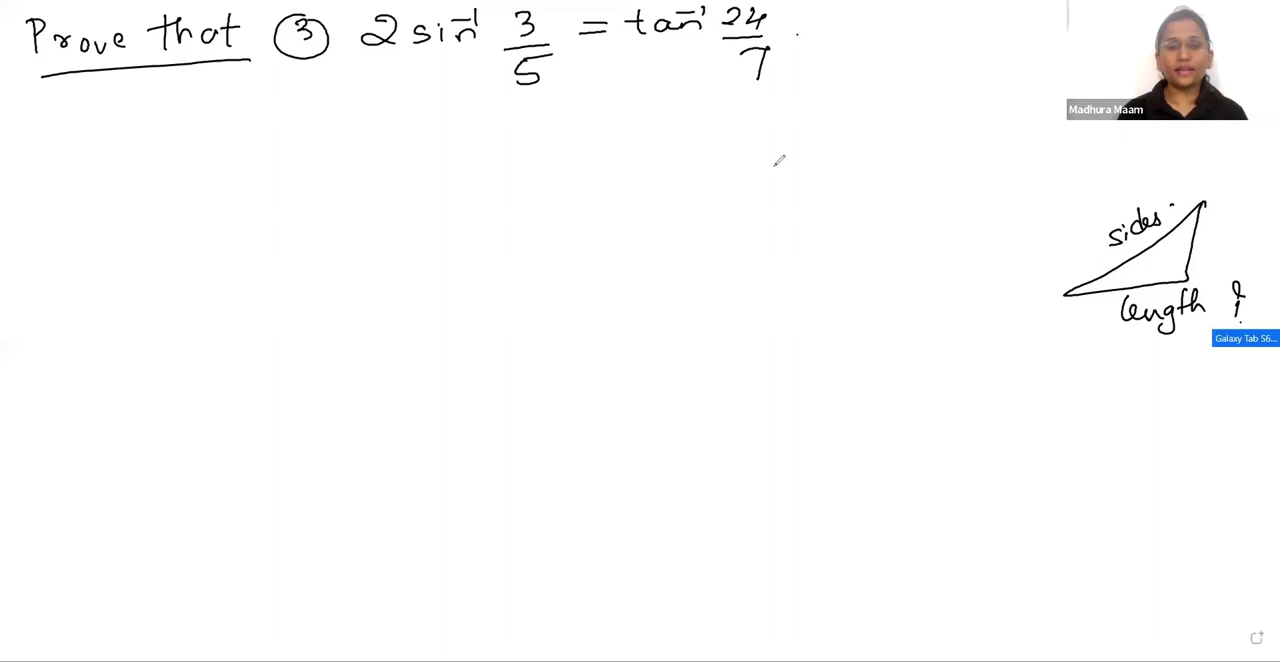 Prove that ③ 2 sin⁻¹ 3/5 = tan⁻¹ 24/7 .
Madhura Maam
sides
length ?
Galaxy Tab S6...